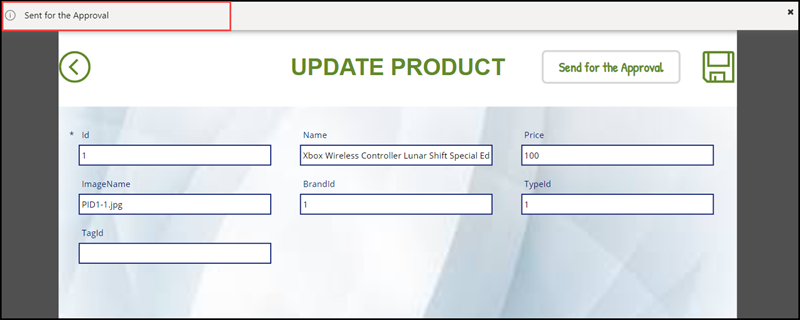 Sent for the Approval
UPDATE PRODUCT
Send for the Approval
* Id
Name
Price
1
Xbox Wireless Controller Lunar Shift Special Ed
100
ImageName
BrandId
TypeId
PID1-1.jpg
1
1
TagId